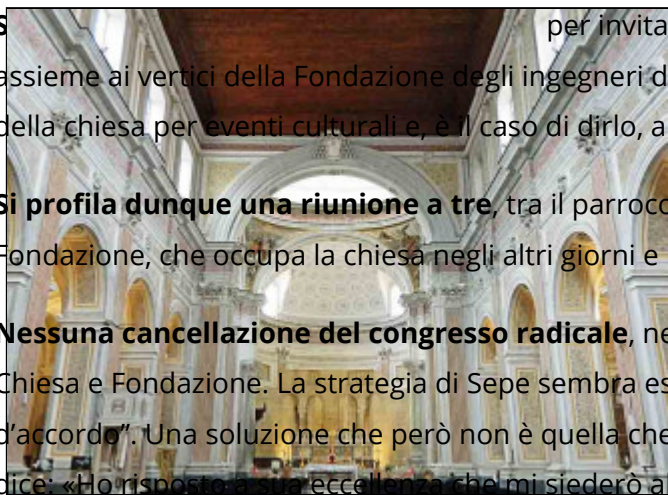 S per invita
assieme ai vertici della Fondazione degli ingegneri d
della chiesa per eventi culturali e, è il caso di dirlo, a
Si profila dunque una riunione a tre, tra il parroco
Fondazione, che occupa la chiesa negli altri giorni e
Nessuna cancellazione del congresso radicale, ne
Chiesa e Fondazione. La strategia di Sepe sembra es
d'accordo”. Una soluzione che però non è quella che
dice: «Ho risposto a sua eccellenza che mi siederò a